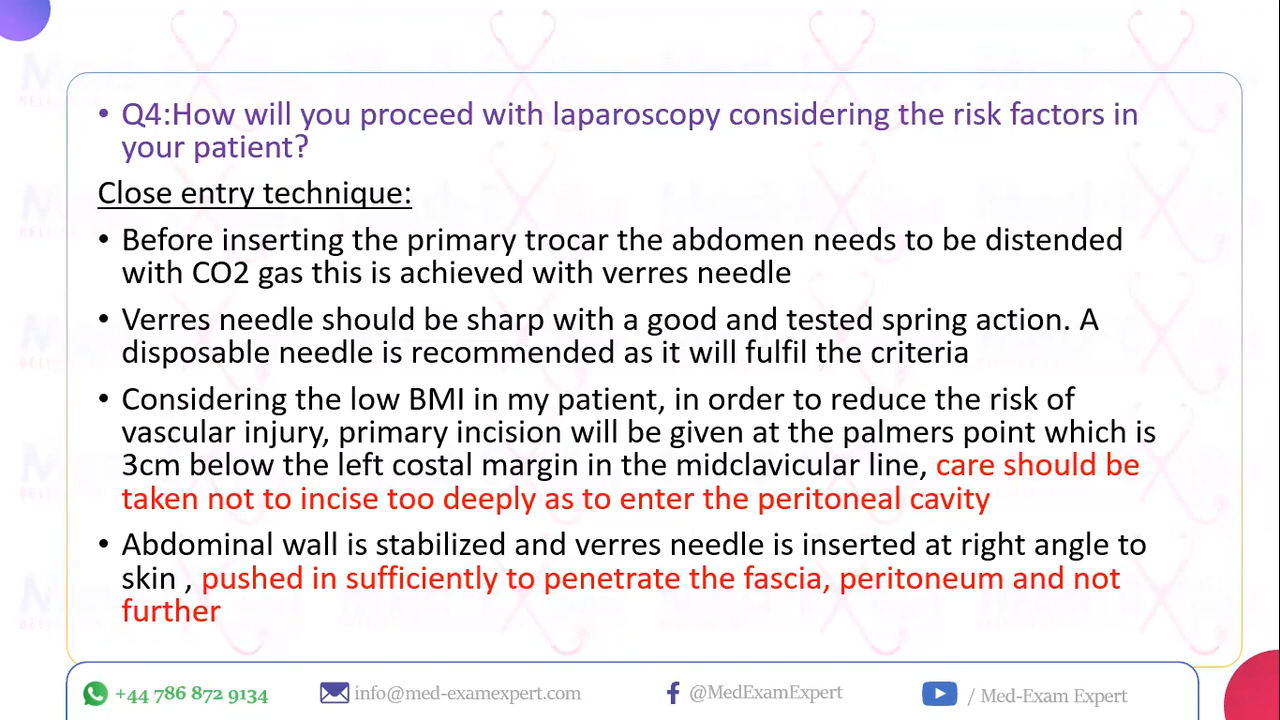 • Q4:How will you proceed with laparoscopy considering the risk factors in
your patient?
Close entry technique:
• Before inserting the primary trocar the abdomen needs to be distended
with CO2 gas this is achieved with verres needle
• Verres needle should be sharp with a good and tested spring action. A
disposable needle is recommended as it will fulfil the criteria
• Considering the low BMI in my patient, in order to reduce the risk of
vascular injury, primary incision will be given at the palmers point which is
3cm below the left costal margin in the midclavicular line, care should be
taken not to incise too deeply as to enter the peritoneal cavity
• Abdominal wall is stabilized and verres needle is inserted at right angle to
skin , pushed in sufficiently to penetrate the fascia, peritoneum and not
further
+44 786 872 9134 info@med-examexpert.com @MedExamExpert / Med-Exam Expert